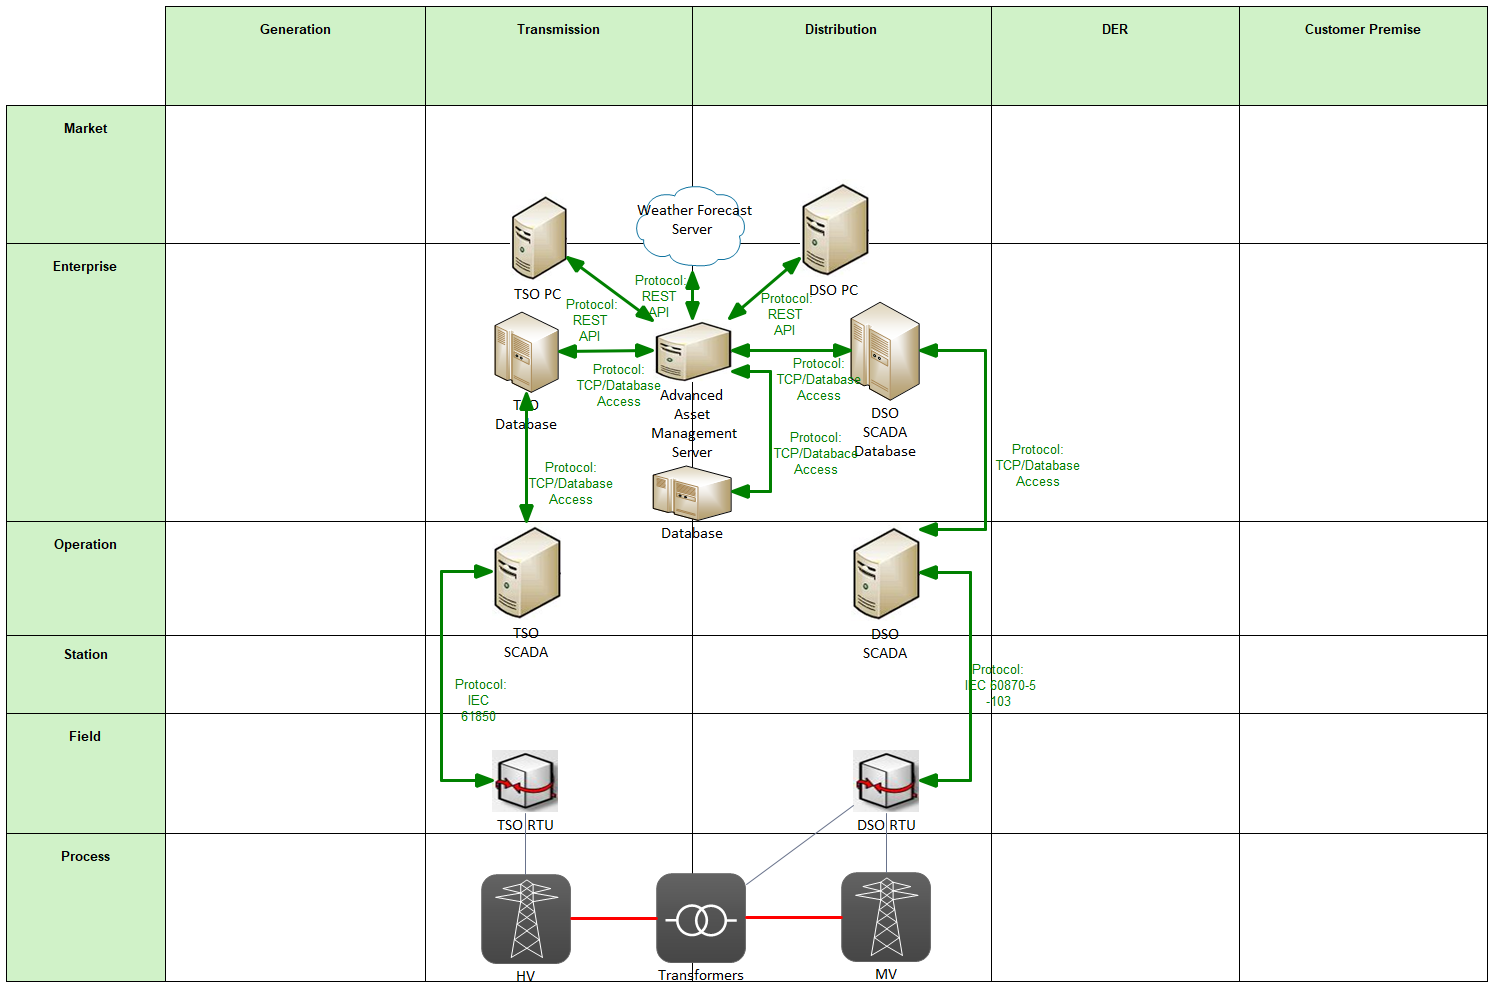 Generation
Transmission
Distribution
DER
Customer Premise
Market
Weather Forecast
Server
Enterprise
TSO PC
DSO PC
Protocol:
REST
API
Protocol:
REST
API
Protocol:
REST
API
Protocol:
TCP/Database
Access
Protocol:
TCP/Database
Access
TSO
Database
Advanced
Asset
Management
Server
DSO
SCADA
Database
Protocol:
TCP/Databace
Access
Protocol:
TCP/Database
Access
Protocol:
TCP/Database
Access
Database
Operation
TSO
SCADA
DSO
SCADA
Station
Protocol:
IEC
61850
Protocol:
IEC 60870-5
-103
Field
TSO RTU
DSO RTU
Process
HV
Transformers
MV